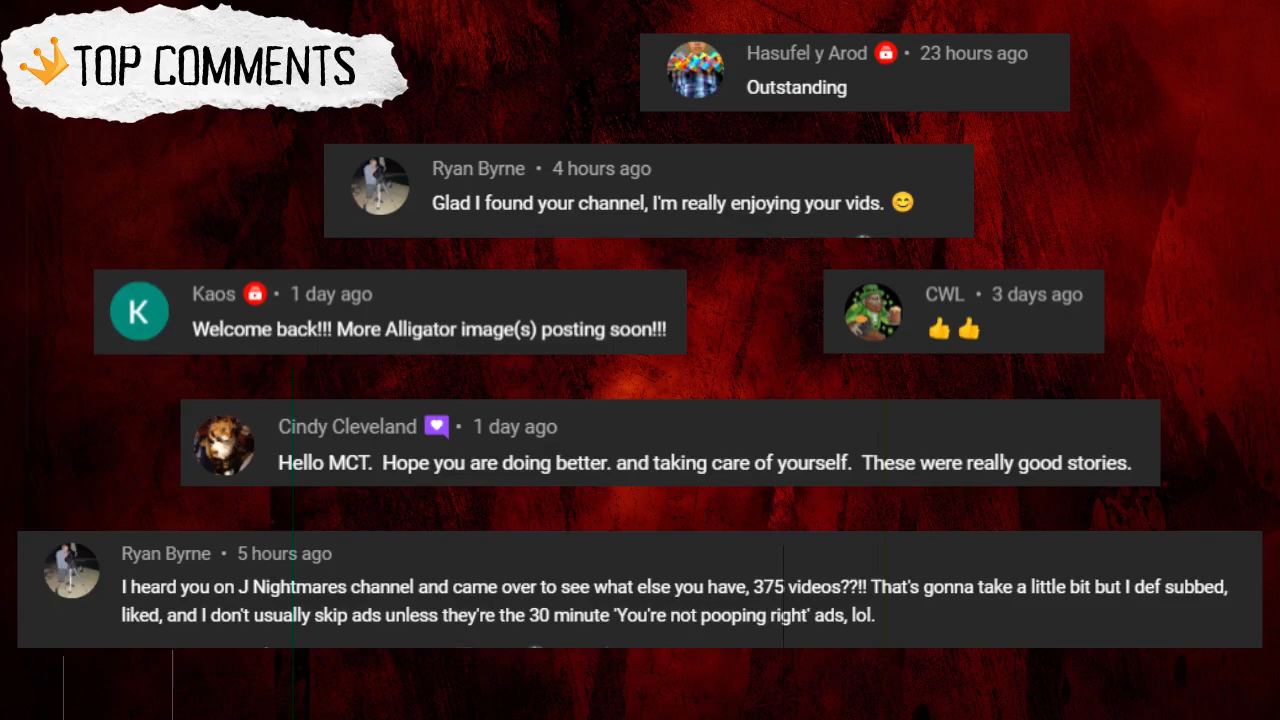 TOP COMMENTS
Hasufel y Arod • 23 hours ago
Outstanding
Ryan Byrne • 4 hours ago
Glad I found your channel, I'm really enjoying your vids. 😊
K
Kaos • 1 day ago
Welcome back!!! More Alligator image(s) posting soon!!!
CWL • 3 days ago
👍👍
Cindy Cleveland • 1 day ago
Hello MCT.  Hope you are doing better. and taking care of yourself.  These were really good stories.
Ryan Byrne • 5 hours ago
I heard you on J Nightmares channel and came over to see what else you have, 375 videos??!! That's gonna take a little bit but I def subbed,
liked, and I don't usually skip ads unless they're the 30 minute 'You're not pooping right' ads, lol.